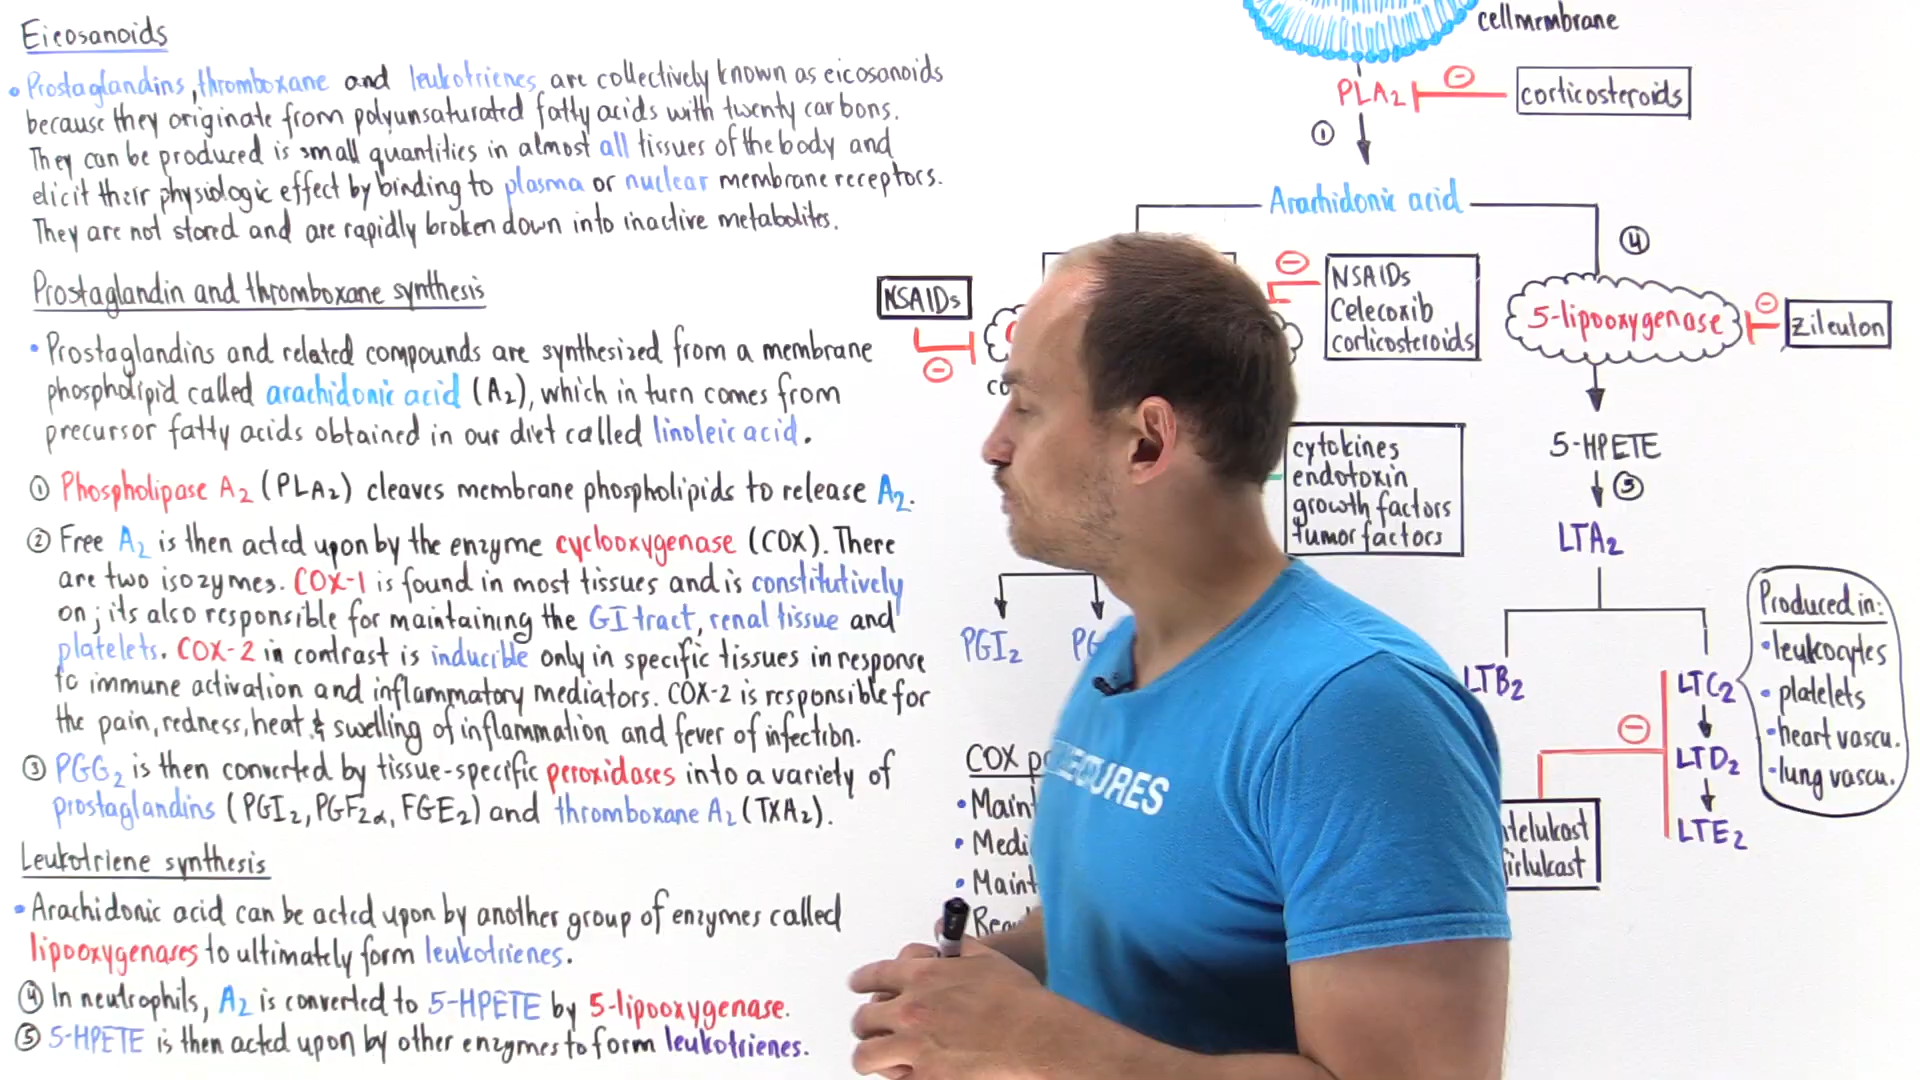 Eicosanoids
• Prostaglandins, thromboxane and leukotrienes are collectively known as eicosanoids
because they originate from polyunsaturated fatty acids with twenty carbons.
They can be produced is small quantities in almost all tissues of the body and
elicit their physiologic effect by binding to plasma or nuclear membrane receptors.
They are not stored and are rapidly broken down into inactive metabolites.
Prostaglandin and thromboxane synthesis
• Prostaglandins and related compounds are synthesized from a membrane
phospholipid called arachidonic acid (A2), which in turn comes from
precursor fatty acids obtained in our diet called linoleic acid.
① Phospholipase A2 (PLA2) cleaves membrane phospholipids to release A2.
② Free A2 is then acted upon by the enzyme cyclooxygenase (COX). There
are two isozymes. COX-1 is found in most tissues and is constitutively
on; its also responsible for maintaining the GI tract, renal tissue and
platelets. COX-2 in contrast is inducible only in specific tissues in response
to immune activation and inflammatory mediators. COX-2 is responsible for
the pain, redness, heat & swelling of inflammation and fever of infection.
③ PGG2 is then converted by tissue-specific peroxidases into a variety of
prostaglandins (PGI2, PGF2α, FGE2) and thromboxane A2 (TXA2).
Leukotriene synthesis
• Arachidonic acid can be acted upon by another group of enzymes called
lipooxygenases to ultimately form leukotrienes.
④ In neutrophils, A2 is converted to 5-HPETE by 5-lipooxygenase.
⑤ 5-HPETE is then acted upon by other enzymes to form leukotrienes.
cell membrane
PLA2
corticosteroids
①
Arachidonic acid
④
NSAIDs
NSAIDs
Celecoxib
corticosteroids
5-lipooxygenase
zileuton
cytokines
endotoxin
growth factors
tumor factors
5-HPETE
⑤
LTA2
PGI2
LTB2
LTC2
LTD2
LTE2
Produced in:
• leukocytes
• platelets
• heart vascu.
• lung vascu.
COX